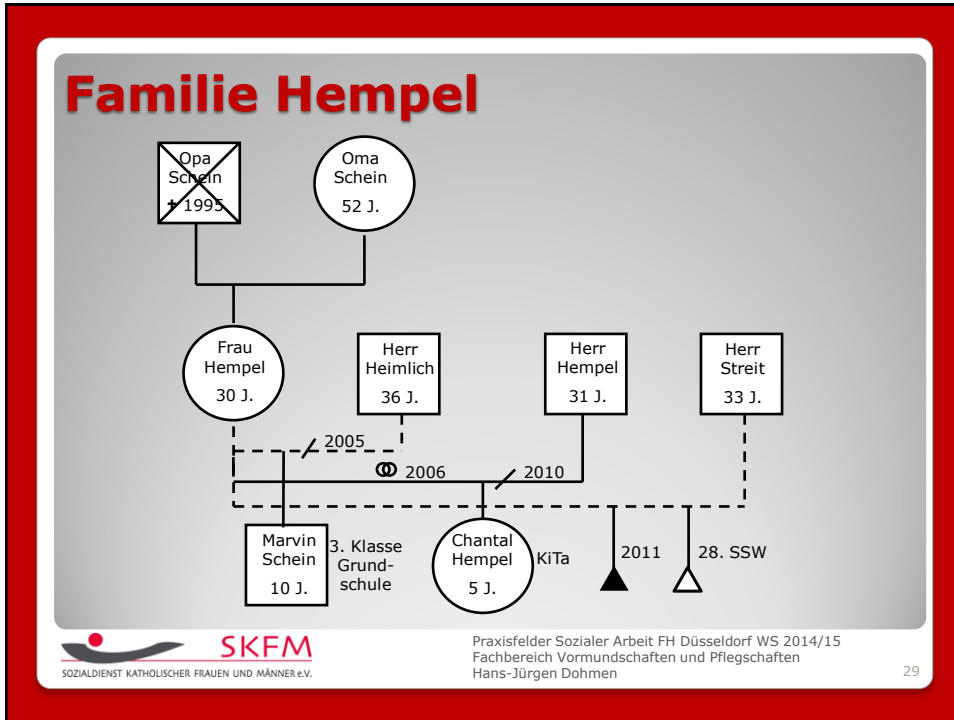 Familie Hempel
Opa
Schein
✝ 1995
Oma
Schein
52 J.
Frau
Hempel
30 J.
Herr
Heimlich
36 J.
Herr
Hempel
31 J.
Herr
Streit
33 J.
2005
2006
2010
Marvin
Schein
10 J.
3. Klasse
Grund-
schule
Chantal
Hempel
5 J.
KiTa
2011
28. SSW
SKFM
SOZIALDIENST KATHOLISCHER FRAUEN UND MÄNNER e.V.
Praxisfelder Sozialer Arbeit FH Düsseldorf WS 2014/15
Fachbereich Vormundschaften und Pflegschaften
Hans-Jürgen Dohmen
29